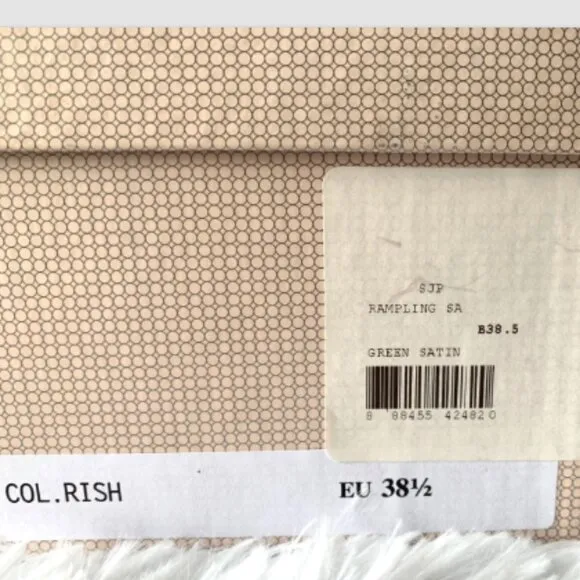 SJP
RAMPLING SA
B38.5
GREEN SATIN
8 88455 42482 0
COL.RISH
EU 38½